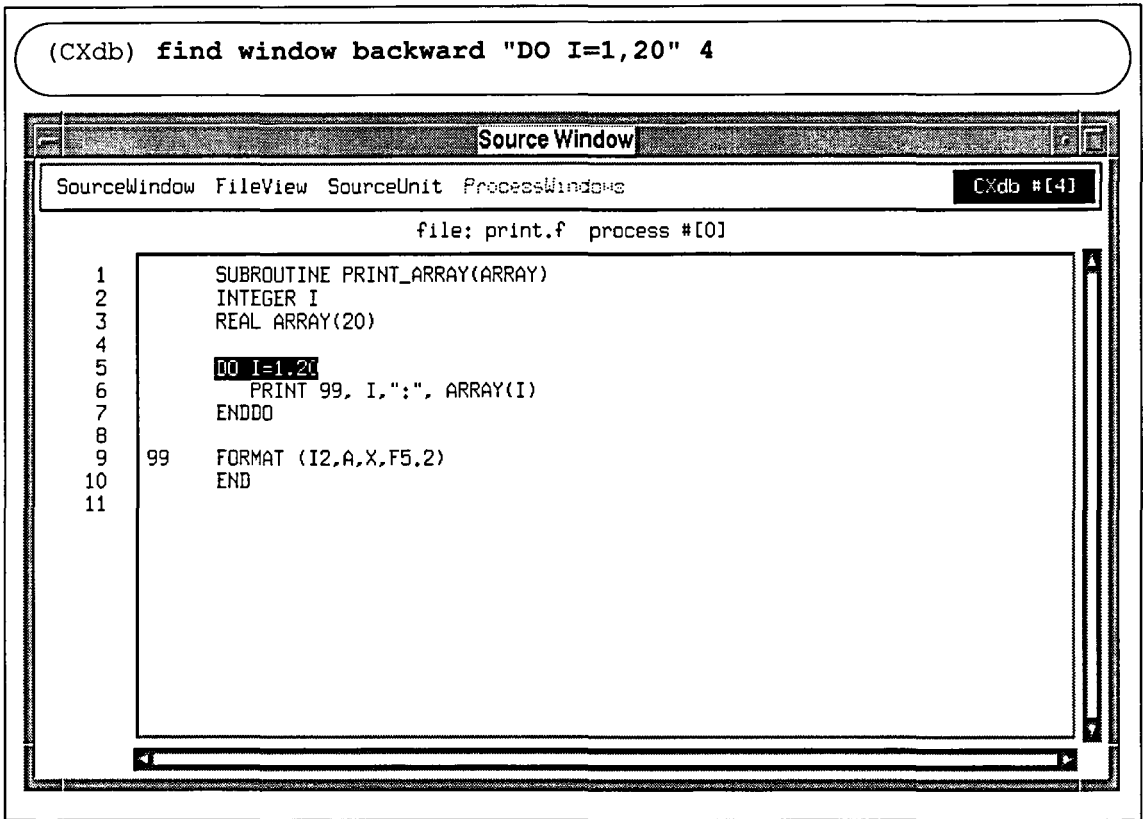 (CXdb) find window backward "DO I=1,20" 4
Source Window
SourceWindow FileView SourceUnit ProcessWindows CXdb #[4]
file: print.f process #[0]
1 SUBROUTINE PRINT_ARRAY(ARRAY)
2 INTEGER I
3 REAL ARRAY(20)
4
5 DO I=1,20
6 PRINT 99, I,":", ARRAY(I)
7 ENDDO
8
9 99 FORMAT (I2,A,X,F5.2)
10 END
11